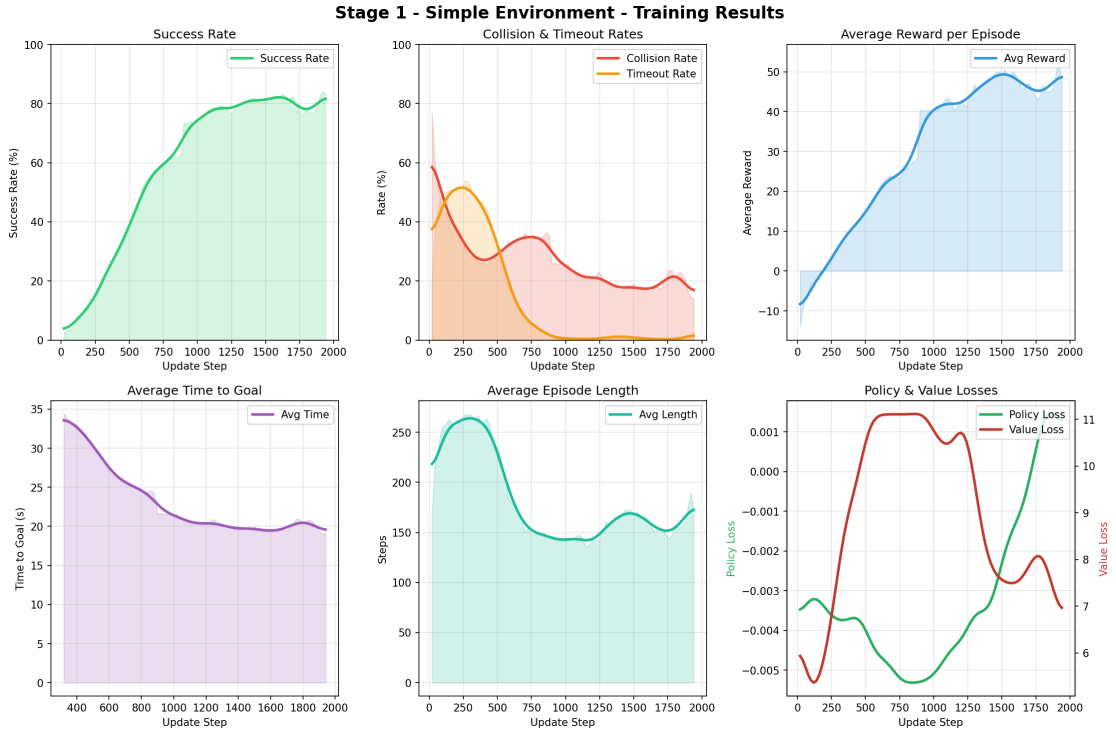 Stage 1 - Simple Environment - Training Results
Success Rate
Success Rate (%)
100
80
60
40
20
0
Success Rate
0 250 500 750 1000 1250 1500 1750 2000
Update Step
Collision & Timeout Rates
Rate (%)
100
80
60
40
20
0
Collision Rate
Timeout Rate
0 250 500 750 1000 1250 1500 1750 2000
Update Step
Average Reward per Episode
Average Reward
50
40
30
20
10
0
−10
Avg Reward
0 250 500 750 1000 1250 1500 1750 2000
Update Step
Average Time to Goal
Time to Goal (s)
35
30
25
20
15
10
5
0
Avg Time
400 600 800 1000 1200 1400 1600 1800 2000
Update Step
Average Episode Length
Steps
250
200
150
100
50
0
Avg Length
0 250 500 750 1000 1250 1500 1750 2000
Update Step
Policy & Value Losses
Policy Loss
0.001
0.000
−0.001
−0.002
−0.003
−0.004
−0.005
Policy Loss
Value Loss
11
10
9
8
7
6
Value Loss
0 250 500 750 1000 1250 1500 1750 2000
Update Step